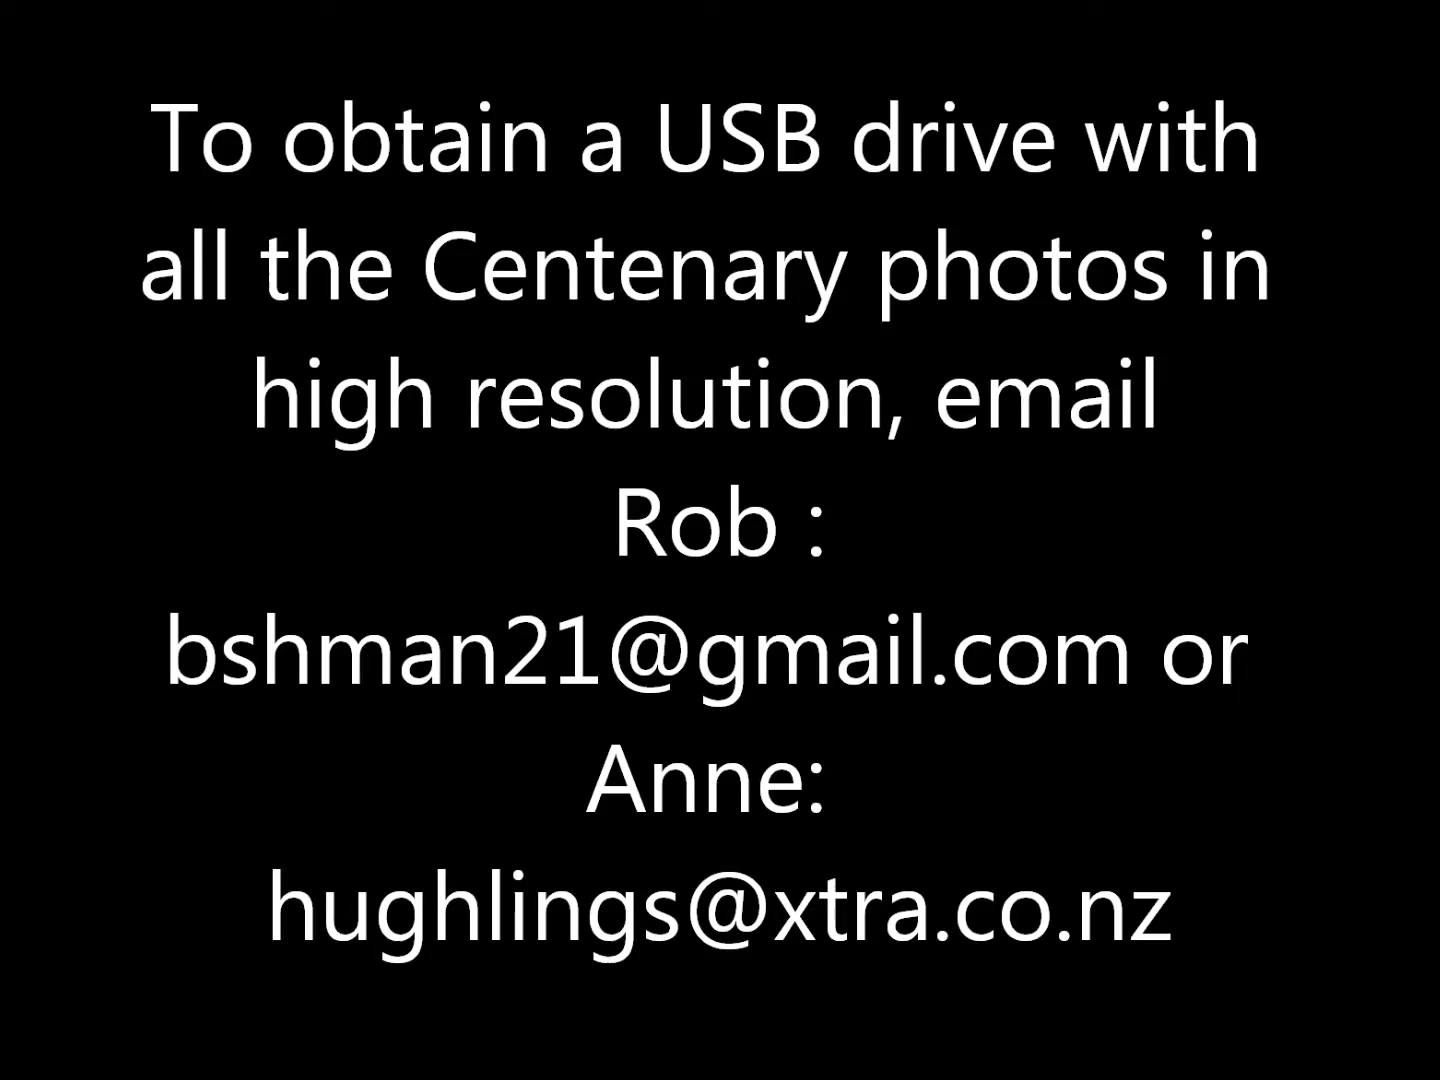 To obtain a USB drive with
all the Centenary photos in
high resolution, email
Rob :
bshman21@gmail.com or
Anne:
hughlings@xtra.co.nz